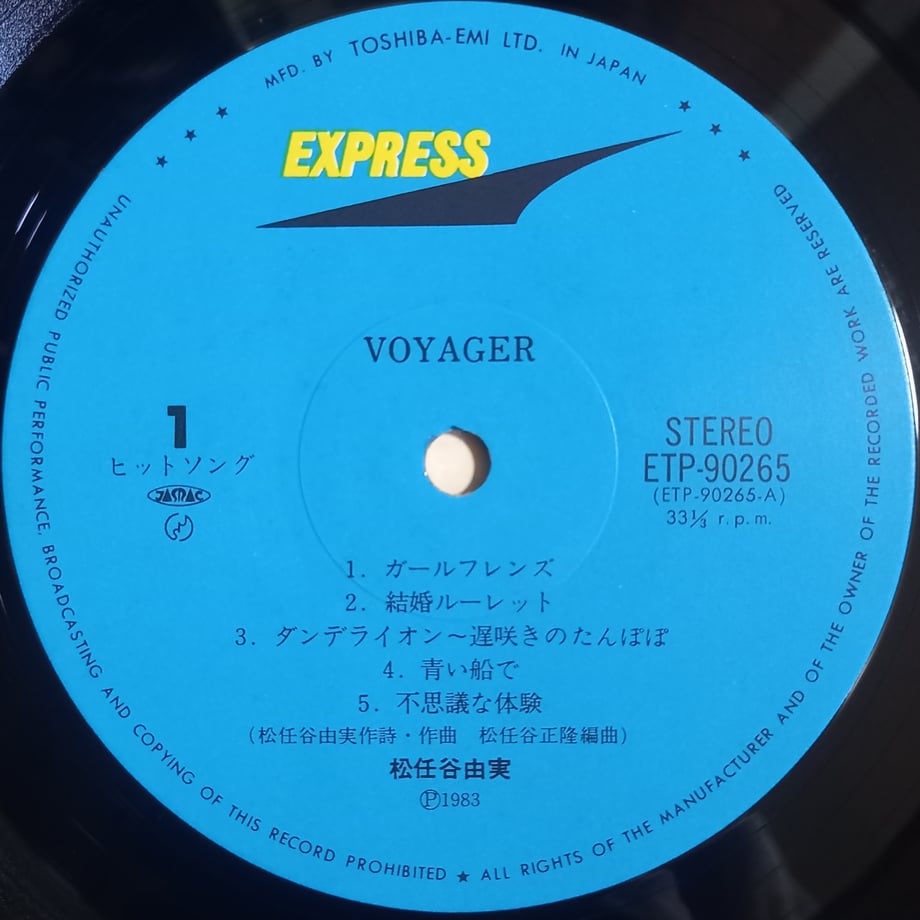 MFD. BY TOSHIBA-EMI LTD. IN JAPAN
EXPRESS
VOYAGER
1
ヒットソング
JASRAC
STEREO
ETP-90265
(ETP-90265-A)
33⅓ r.p.m.
1. ガールフレンズ
2. 結婚ルーレット
3. ダンデライオン〜遅咲きのたんぽぽ
4. 青い船で
5. 不思議な体験
(松任谷由実作詩・作曲 松任谷正隆編曲)
松任谷由実
Ⓟ1983
UNAUTHORIZED PUBLIC PERFORMANCE, BROADCASTING AND COPYING OF THIS RECORD PROHIBITED ★ ALL RIGHTS OF THE MANUFACTURER AND OF THE OWNER OF THE RECORDED WORK ARE RESERVED